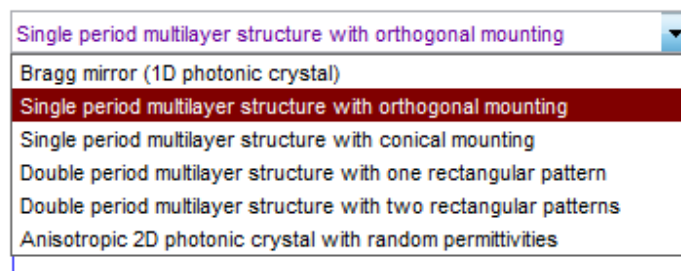 Single period multilayer structure with orthogonal mounting
Bragg mirror (1D photonic crystal)
Single period multilayer structure with orthogonal mounting
Single period multilayer structure with conical mounting
Double period multilayer structure with one rectangular pattern
Double period multilayer structure with two rectangular patterns
Anisotropic 2D photonic crystal with random permittivities